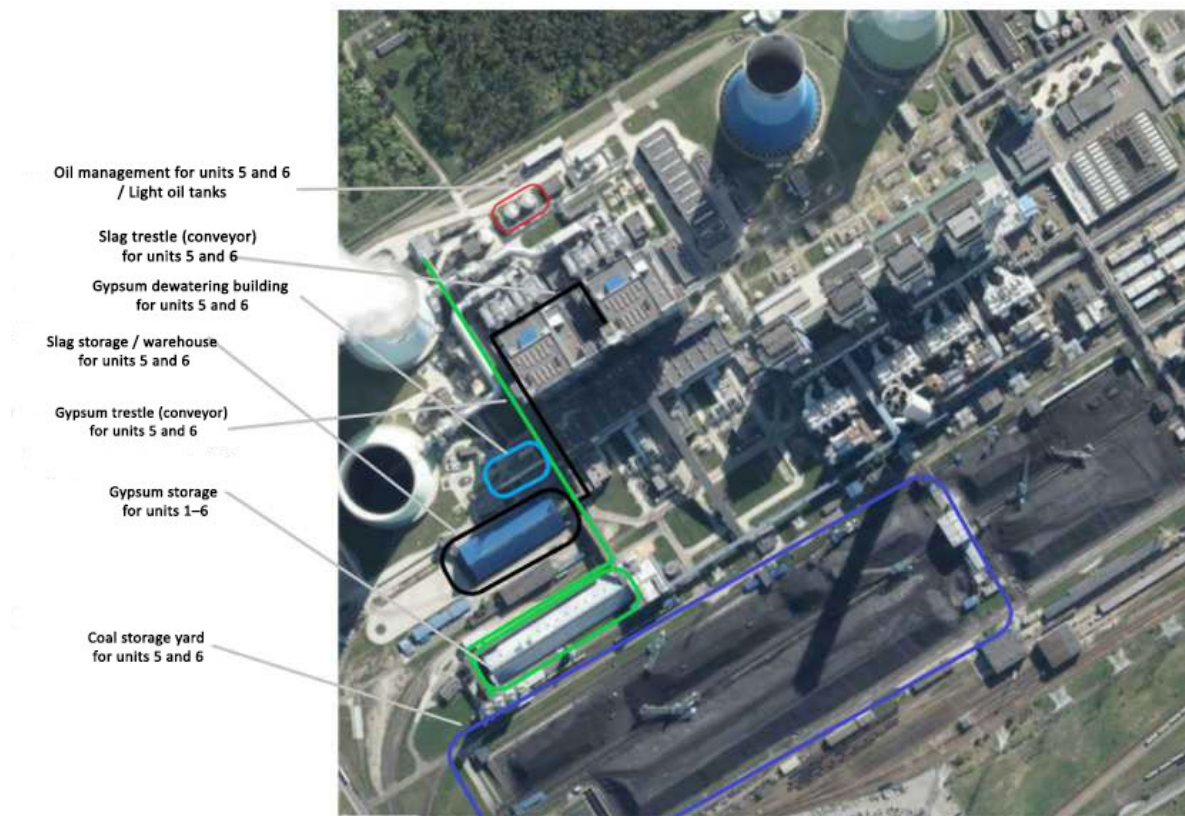 Oil management for units 5 and 6
/ Light oil tanks
Slag trestle (conveyor)
for units 5 and 6
Gypsum dewatering building
for units 5 and 6
Slag storage / warehouse
for units 5 and 6
Gypsum trestle (conveyor)
for units 5 and 6
Gypsum storage
for units 1–6
Coal storage yard
for units 5 and 6